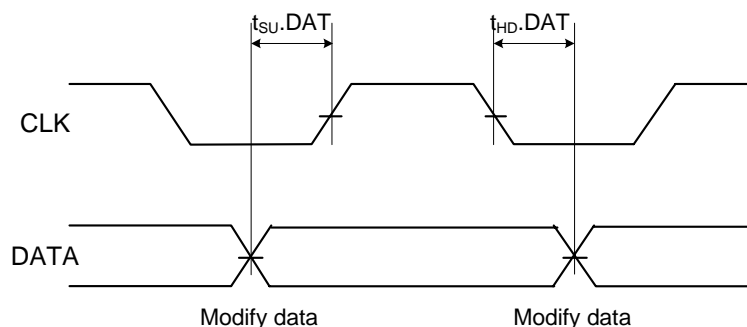 tSU.DAT tHD.DAT
CLK
DATA
Modify data Modify data